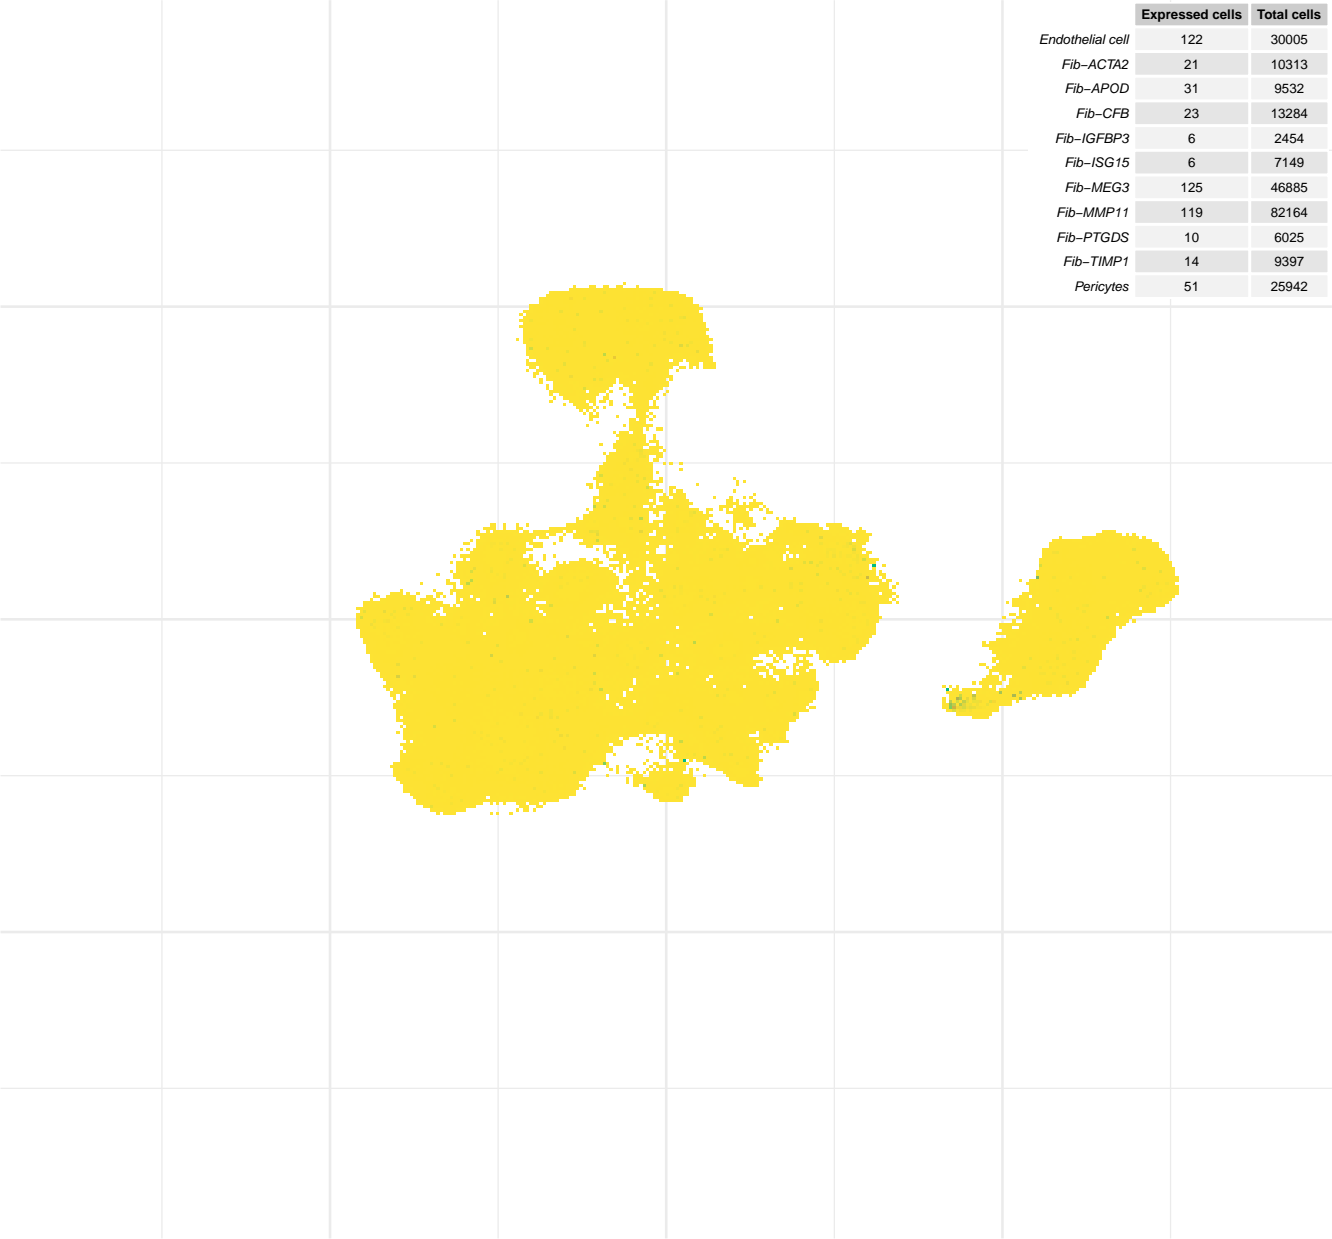 Expressed cells Total cells
Endothelial cell 122 30005
Fib−ACTA2 21 10313
Fib−APOD 31 9532
Fib−CFB 23 13284
Fib−IGFBP3 6 2454
Fib−ISG15 6 7149
Fib−MEG3 125 46885
Fib−MMP11 119 82164
Fib−PTGDS 10 6025
Fib−TIMP1 14 9397
Pericytes 51 25942